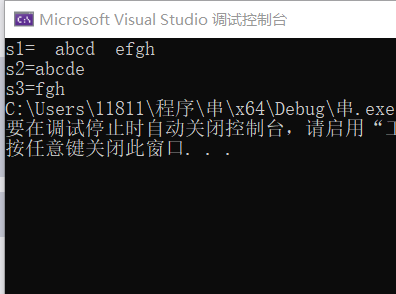 Microsoft Visual Studio 调试控制台
s1=  abcd  efgh
s2=abcde
s3=fgh
C:\Users\11811\程序\串\x64\Debug\串.exe
要在调试停止时自动关闭控制台，请启用“
按任意键关闭此窗口. . .